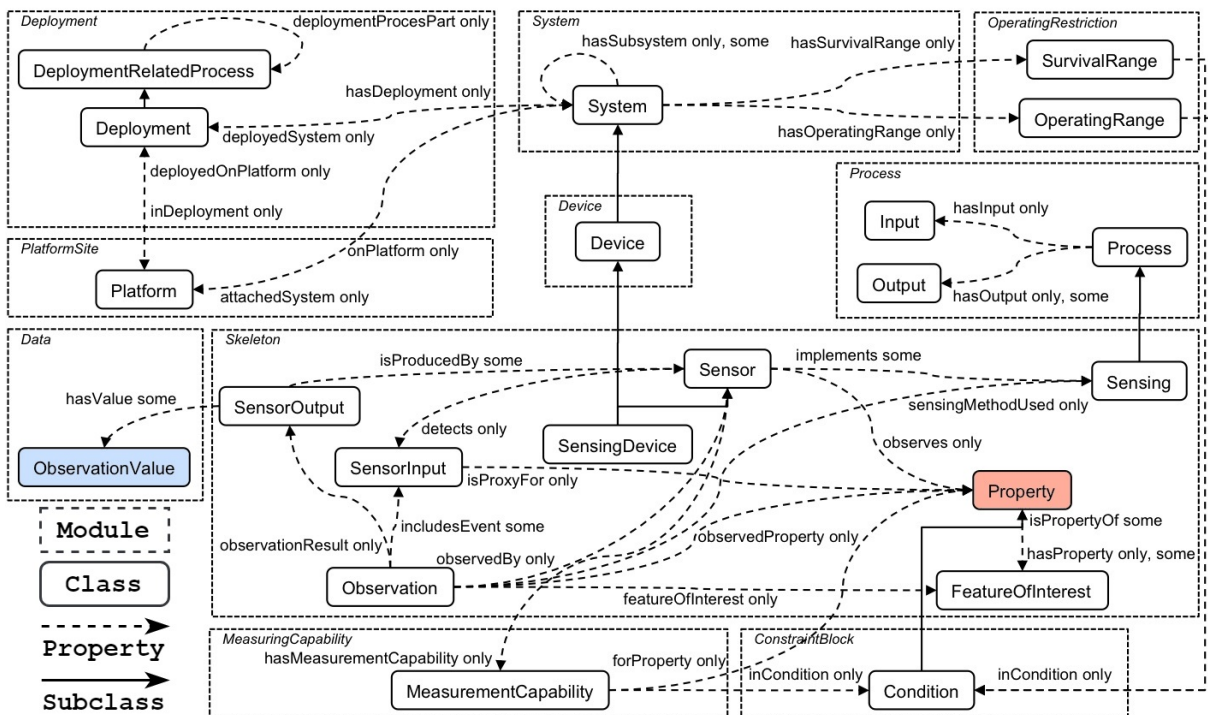 Deployment
deploymentProcesPart only
DeploymentRelatedProcess
Deployment
hasDeployment only
deployedSystem only
deployedOnPlatform only
inDeployment only
System
hasSubsystem only, some
System
hasSurvivalRange only
hasOperatingRange only
OperatingRestriction
SurvivalRange
OperatingRange
PlatformSite
Platform
onPlatform only
attachedSystem only
Device
Device
Process
Input
hasInput only
Process
Output
hasOutput only, some
Data
hasValue some
ObservationValue
Skeleton
isProducedBy some
Sensor
implements some
Sensing
SensorOutput
sensingMethodUsed only
detects only
SensingDevice
observes only
SensorInput
isProxyFor only
Property
isPropertyOf some
includesEvent some
observedProperty only
observationResult only
observedBy only
hasProperty only, some
Observation
featureOfInterest only
FeatureOfInterest
Module
Class
Property
Subclass
MeasuringCapability
hasMeasurementCapability only
forProperty only
MeasurementCapability
ConstraintBlock
inCondition only
Condition
inCondition only